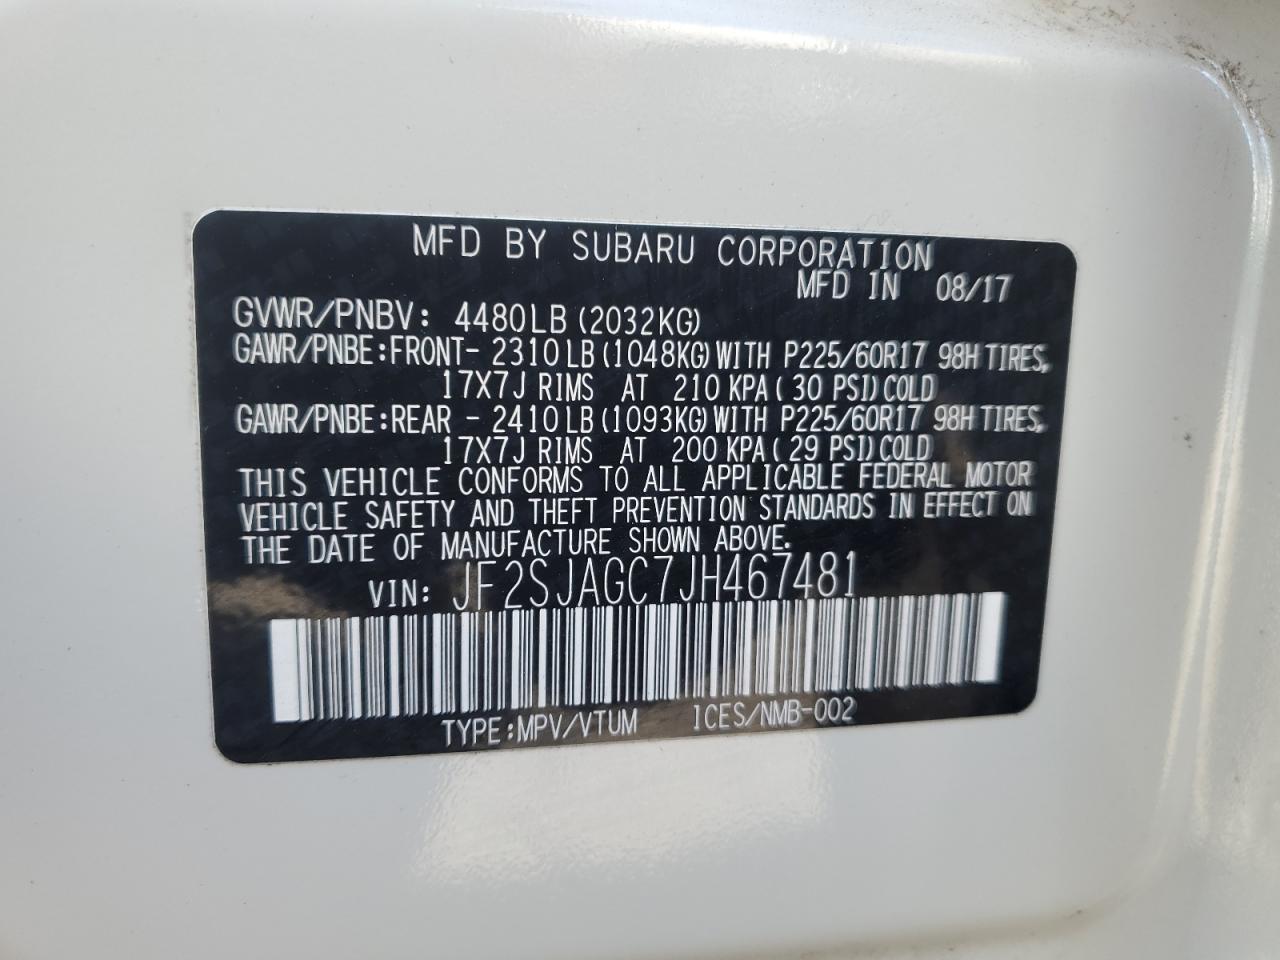 MFD BY SUBARU CORPORATION
MFD IN 08/17
GVWR/PNBV: 4480LB(2032KG)
GAWR/PNBE:FRONT- 2310LB(1048KG)WITH P225/60R17 98H TIRES,
17X7J RIMS AT 210 KPA(30 PSI)COLD
GAWR/PNBE:REAR - 2410LB(1093KG)WITH P225/60R17 98H TIRES,
17X7J RIMS AT 200 KPA(29 PSI)COLD
THIS VEHICLE CONFORMS TO ALL APPLICABLE FEDERAL MOTOR
VEHICLE SAFETY AND THEFT PREVENTION STANDARDS IN EFFECT ON
THE DATE OF MANUFACTURE SHOWN ABOVE.
VIN: JF2SJAGC7JH467481
TYPE:MPV/VTUM ICES/NMB-002